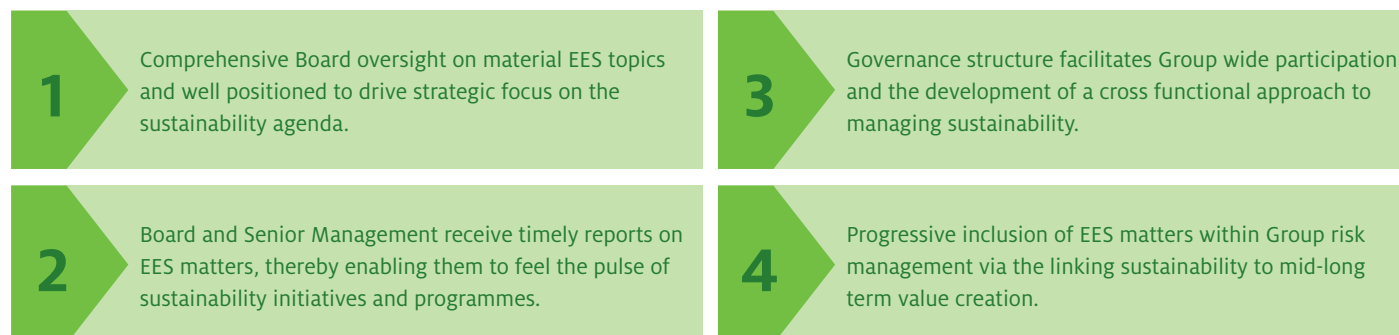 1
Comprehensive Board oversight on material EES topics
and well positioned to drive strategic focus on the
sustainability agenda.
2
Board and Senior Management receive timely reports on
EES matters, thereby enabling them to feel the pulse of
sustainability initiatives and programmes.
3
Governance structure facilitates Group wide participation
and the development of a cross functional approach to
managing sustainability.
4
Progressive inclusion of EES matters within Group risk
management via the linking sustainability to mid-long
term value creation.